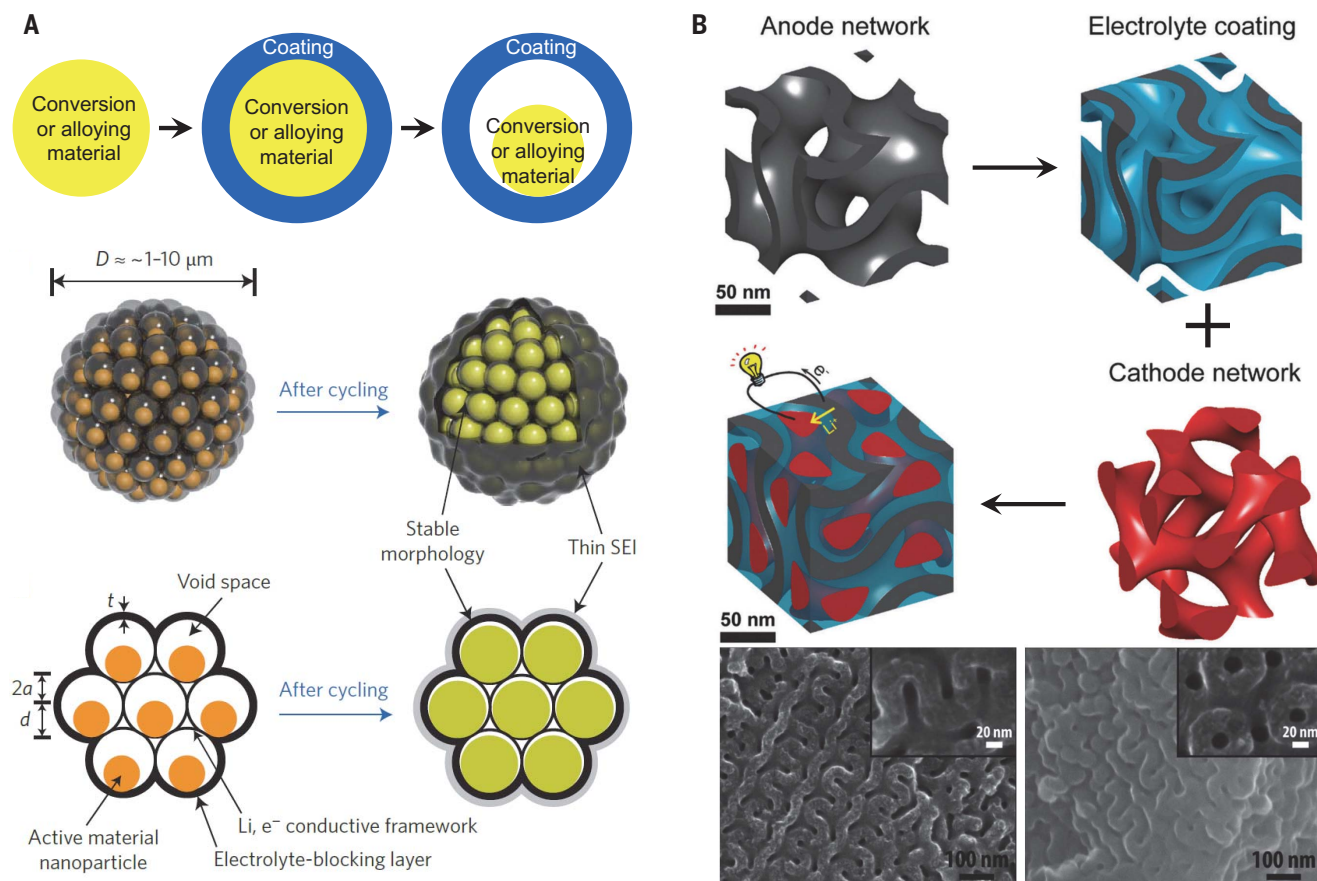 A
Coating
Conversion
or alloying
material
Conversion
or alloying
material
Coating
Conversion
or alloying
material
D ≈ ~1–10 μm
After cycling
Stable
morphology
Thin SEI
Void space
t
2a
d
After cycling
Active material
nanoparticle
Li, e⁻ conductive framework
Electrolyte-blocking layer
B
Anode network
Electrolyte coating
50 nm
Cathode network
e⁻
Li⁺
50 nm
20 nm
100 nm
20 nm
100 nm